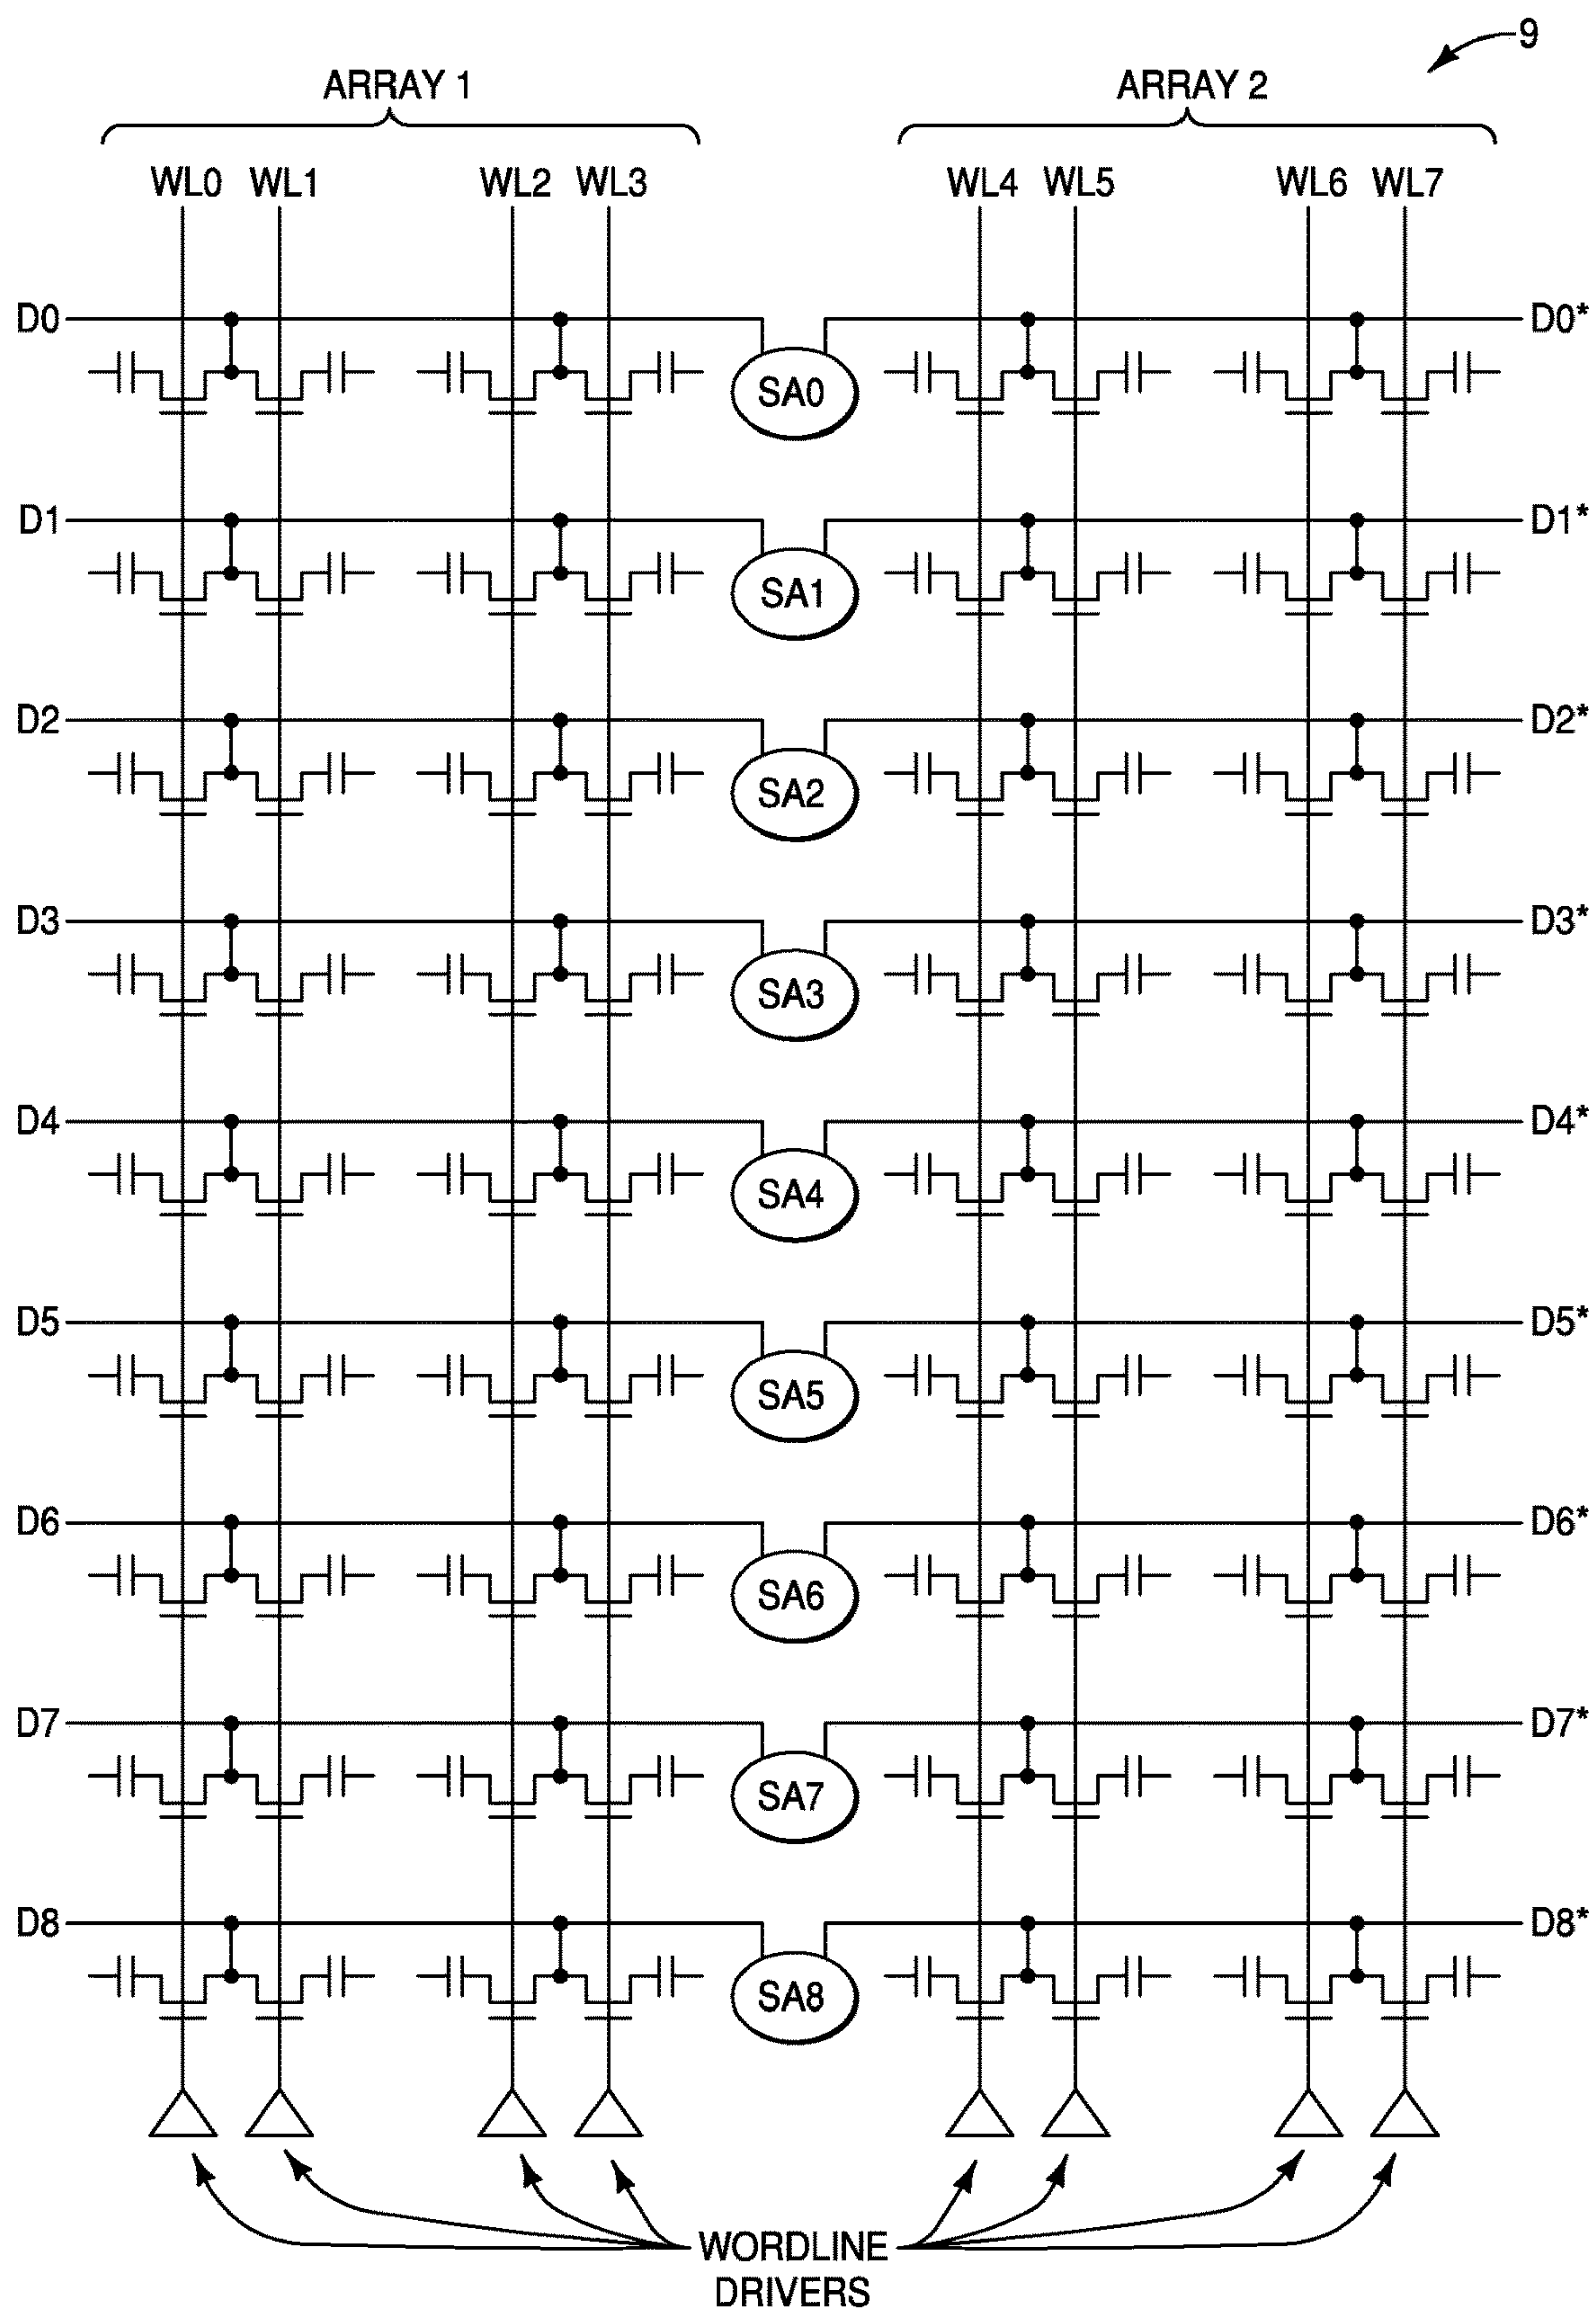 9
ARRAY 1 ARRAY 2
WL0 WL1 WL2 WL3 WL4 WL5 WL6 WL7
D0 D0*
SA0
D1 D1*
SA1
D2 D2*
SA2
D3 D3*
SA3
D4 D4*
SA4
D5 D5*
SA5
D6 D6*
SA6
D7 D7*
SA7
D8 D8*
SA8
WORDLINE
DRIVERS